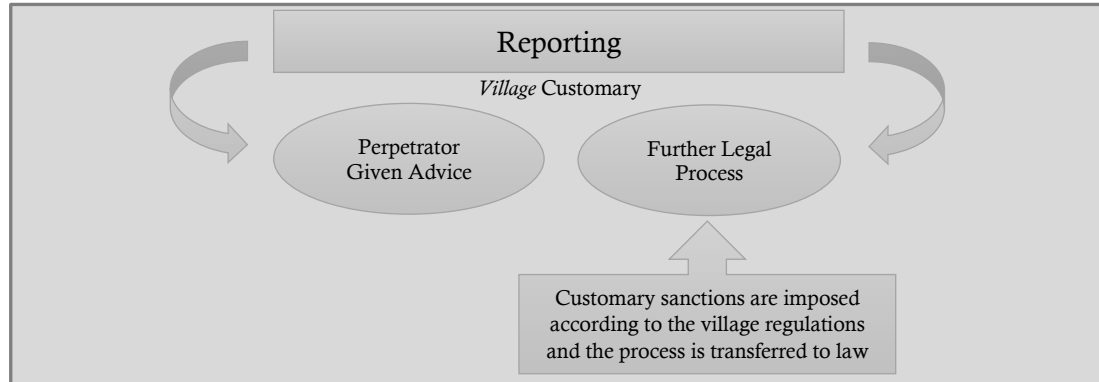 Reporting
Village Customary
Perpetrator
Given Advice
Further Legal
Process
Customary sanctions are imposed
according to the village regulations
and the process is transferred to law